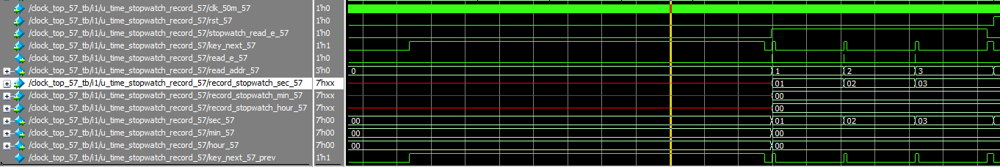 /clock_top_57_tb/i1/u_time_stopwatch_record_57/clk_50m_57 1'h0
/clock_top_57_tb/i1/u_time_stopwatch_record_57/rst_57 1'h0
/clock_top_57_tb/i1/u_time_stopwatch_record_57/stopwatch_read_e_57 1'h0
/clock_top_57_tb/i1/u_time_stopwatch_record_57/key_next_57 1'h1
/clock_top_57_tb/i1/u_time_stopwatch_record_57/read_e_57 1'h0
/clock_top_57_tb/i1/u_time_stopwatch_record_57/read_addr_57 3'h0 0 1 2 3
/clock_top_57_tb/i1/u_time_stopwatch_record_57/record_stopwatch_sec_57 7'hxx 01 02 03
/clock_top_57_tb/i1/u_time_stopwatch_record_57/record_stopwatch_min_57 7'hxx 00
/clock_top_57_tb/i1/u_time_stopwatch_record_57/record_stopwatch_hour_57 7'hxx 00
/clock_top_57_tb/i1/u_time_stopwatch_record_57/sec_57 7'h00 00 01 02 03
/clock_top_57_tb/i1/u_time_stopwatch_record_57/min_57 7'h00 00 00
/clock_top_57_tb/i1/u_time_stopwatch_record_57/hour_57 7'h00 00 00
/clock_top_57_tb/i1/u_time_stopwatch_record_57/key_next_57_prev 1'h1